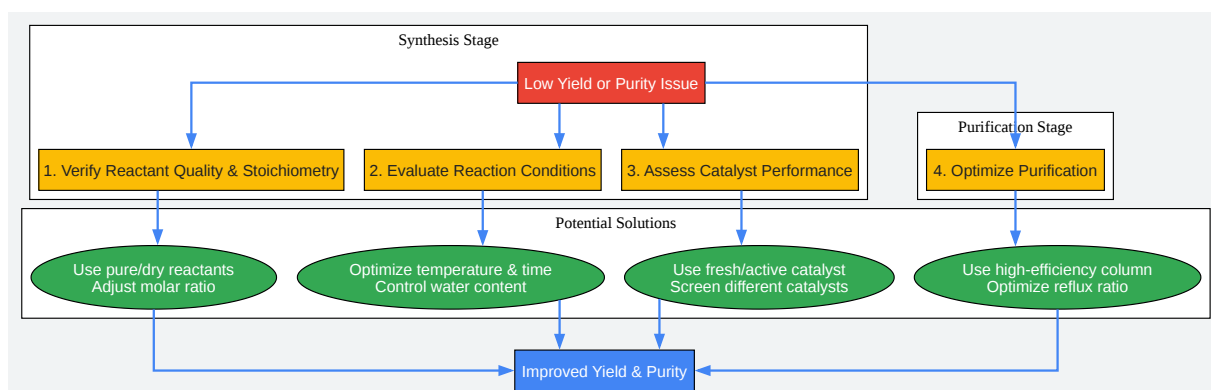 Synthesis Stage
Low Yield or Purity Issue
Purification Stage
1. Verify Reactant Quality & Stoichiometry
2. Evaluate Reaction Conditions
3. Assess Catalyst Performance
4. Optimize Purification
Potential Solutions
Use pure/dry reactants
Adjust molar ratio
Optimize temperature & time
Control water content
Use fresh/active catalyst
Screen different catalysts
Use high-efficiency column
Optimize reflux ratio
Improved Yield & Purity